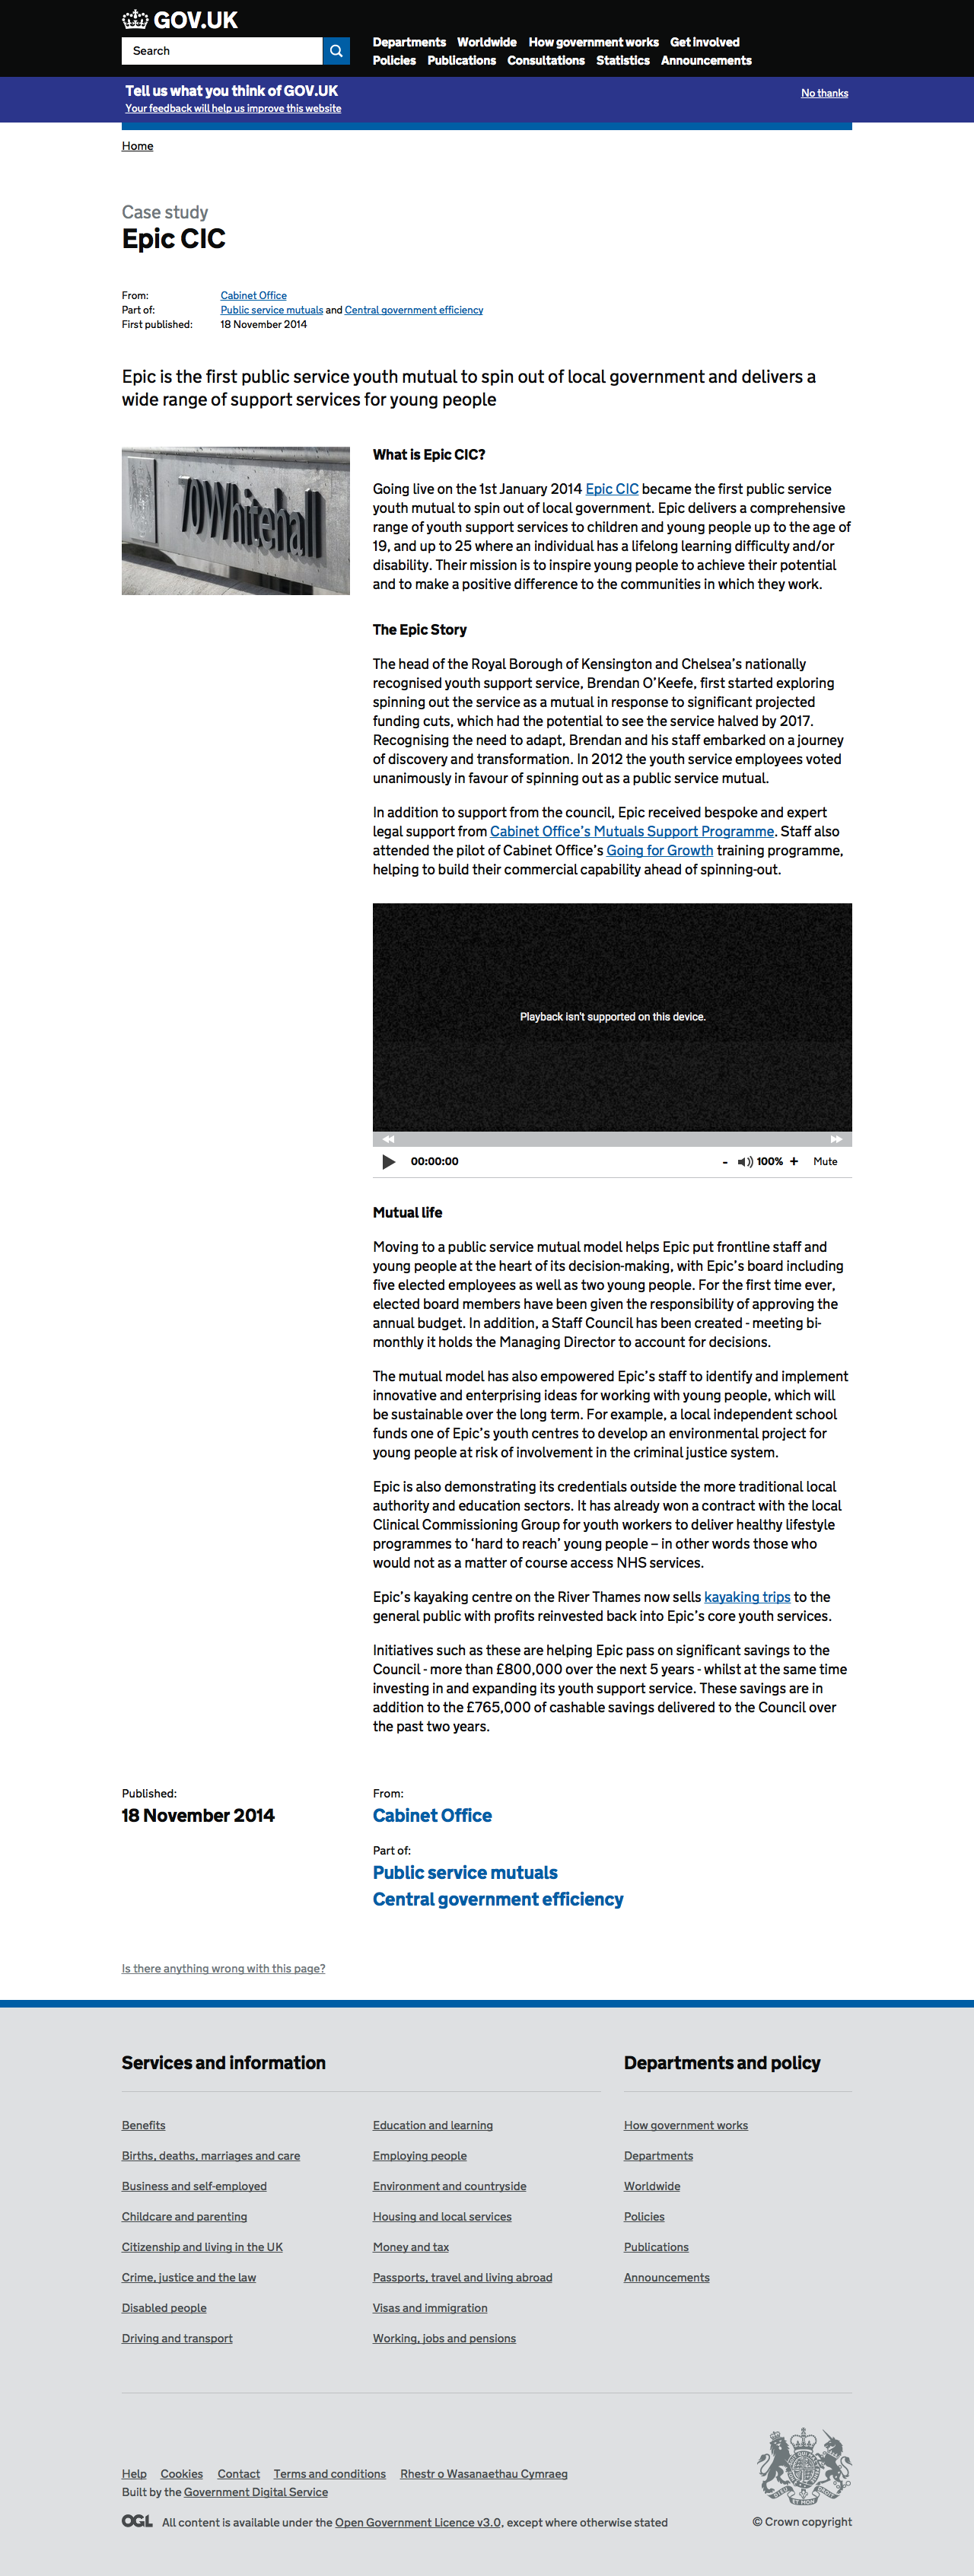 GOV.UK
Search
Departments Worldwide How government works Get involved
Policies Publications Consultations Statistics Announcements
Tell us what you think of GOV.UK
Your feedback will help us improve this website
No thanks
Home
Case study
Epic CIC
From: Cabinet Office
Part of: Public service mutuals and Central government efficiency
First published: 18 November 2014
Epic is the first public service youth mutual to spin out of local government and delivers a
wide range of support services for young people
70 Whitehall
What is Epic CIC?
Going live on the 1st January 2014 Epic CIC became the first public service
youth mutual to spin out of local government. Epic delivers a comprehensive
range of youth support services to children and young people up to the age of
19, and up to 25 where an individual has a lifelong learning difficulty and/or
disability. Their mission is to inspire young people to achieve their potential
and to make a positive difference to the communities in which they work.
The Epic Story
The head of the Royal Borough of Kensington and Chelsea's nationally
recognised youth support service, Brendan O'Keefe, first started exploring
spinning out the service as a mutual in response to significant projected
funding cuts, which had the potential to see the service halved by 2017.
Recognising the need to adapt, Brendan and his staff embarked on a journey
of discovery and transformation. In 2012 the youth service employees voted
unanimously in favour of spinning out as a public service mutual.
In addition to support from the council, Epic received bespoke and expert
legal support from Cabinet Office's Mutuals Support Programme. Staff also
attended the pilot of Cabinet Office's Going for Growth training programme,
helping to build their commercial capability ahead of spinning-out.
Playback isn't supported on this device.
00:00:00
- 100% + Mute
Mutual life
Moving to a public service mutual model helps Epic put frontline staff and
young people at the heart of its decision-making, with Epic's board including
five elected employees as well as two young people. For the first time ever,
elected board members have been given the responsibility of approving the
annual budget. In addition, a Staff Council has been created - meeting bi-
monthly it holds the Managing Director to account for decisions.
The mutual model has also empowered Epic's staff to identify and implement
innovative and enterprising ideas for working with young people, which will
be sustainable over the long term. For example, a local independent school
funds one of Epic's youth centres to develop an environmental project for
young people at risk of involvement in the criminal justice system.
Epic is also demonstrating its credentials outside the more traditional local
authority and education sectors. It has already won a contract with the local
Clinical Commissioning Group for youth workers to deliver healthy lifestyle
programmes to 'hard to reach' young people – in other words those who
would not as a matter of course access NHS services.
Epic's kayaking centre on the River Thames now sells kayaking trips to the
general public with profits reinvested back into Epic's core youth services.
Initiatives such as these are helping Epic pass on significant savings to the
Council - more than £800,000 over the next 5 years - whilst at the same time
investing in and expanding its youth support service. These savings are in
addition to the £765,000 of cashable savings delivered to the Council over
the past two years.
Published:
18 November 2014
From:
Cabinet Office
Part of:
Public service mutuals
Central government efficiency
Is there anything wrong with this page?
Services and information
Benefits
Births, deaths, marriages and care
Business and self-employed
Childcare and parenting
Citizenship and living in the UK
Crime, justice and the law
Disabled people
Driving and transport
Education and learning
Employing people
Environment and countryside
Housing and local services
Money and tax
Passports, travel and living abroad
Visas and immigration
Working, jobs and pensions
Departments and policy
How government works
Departments
Worldwide
Policies
Publications
Announcements
Help Cookies Contact Terms and conditions Rhestr o Wasanaethau Cymraeg
Built by the Government Digital Service
OGL All content is available under the Open Government Licence v3.0, except where otherwise stated
© Crown copyright